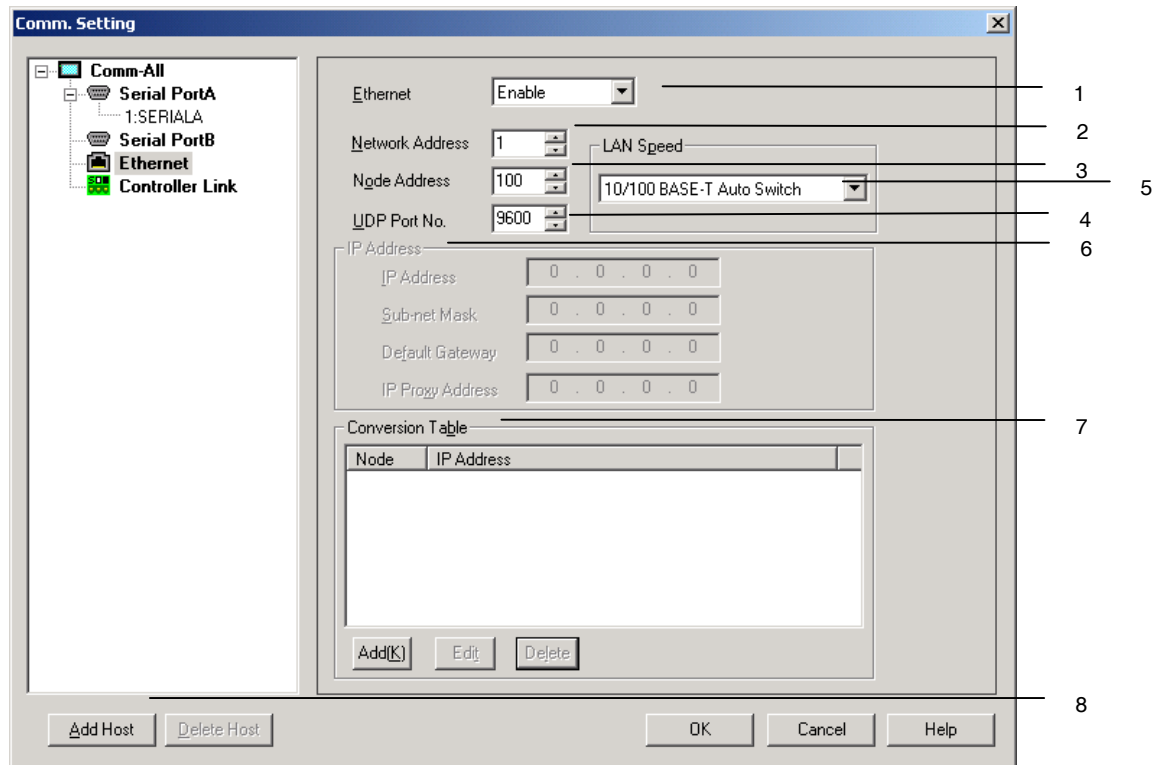 Comm. Setting
Comm-All
Serial PortA
1:SERIALA
Serial PortB
Ethernet
Controller Link
Ethernet Enable 1
2
Network Address 1 LAN Speed
3
Node Address 100 10/100 BASE-T Auto Switch 5
UDP Port No. 9600 4
IP Address 6
IP Address 0 . 0 . 0 . 0
Sub-net Mask 0 . 0 . 0 . 0
Default Gateway 0 . 0 . 0 . 0
IP Proxy Address 0 . 0 . 0 . 0
Conversion Table 7
Node IP Address
Add(K) Edit Delete
8
Add Host Delete Host OK Cancel Help